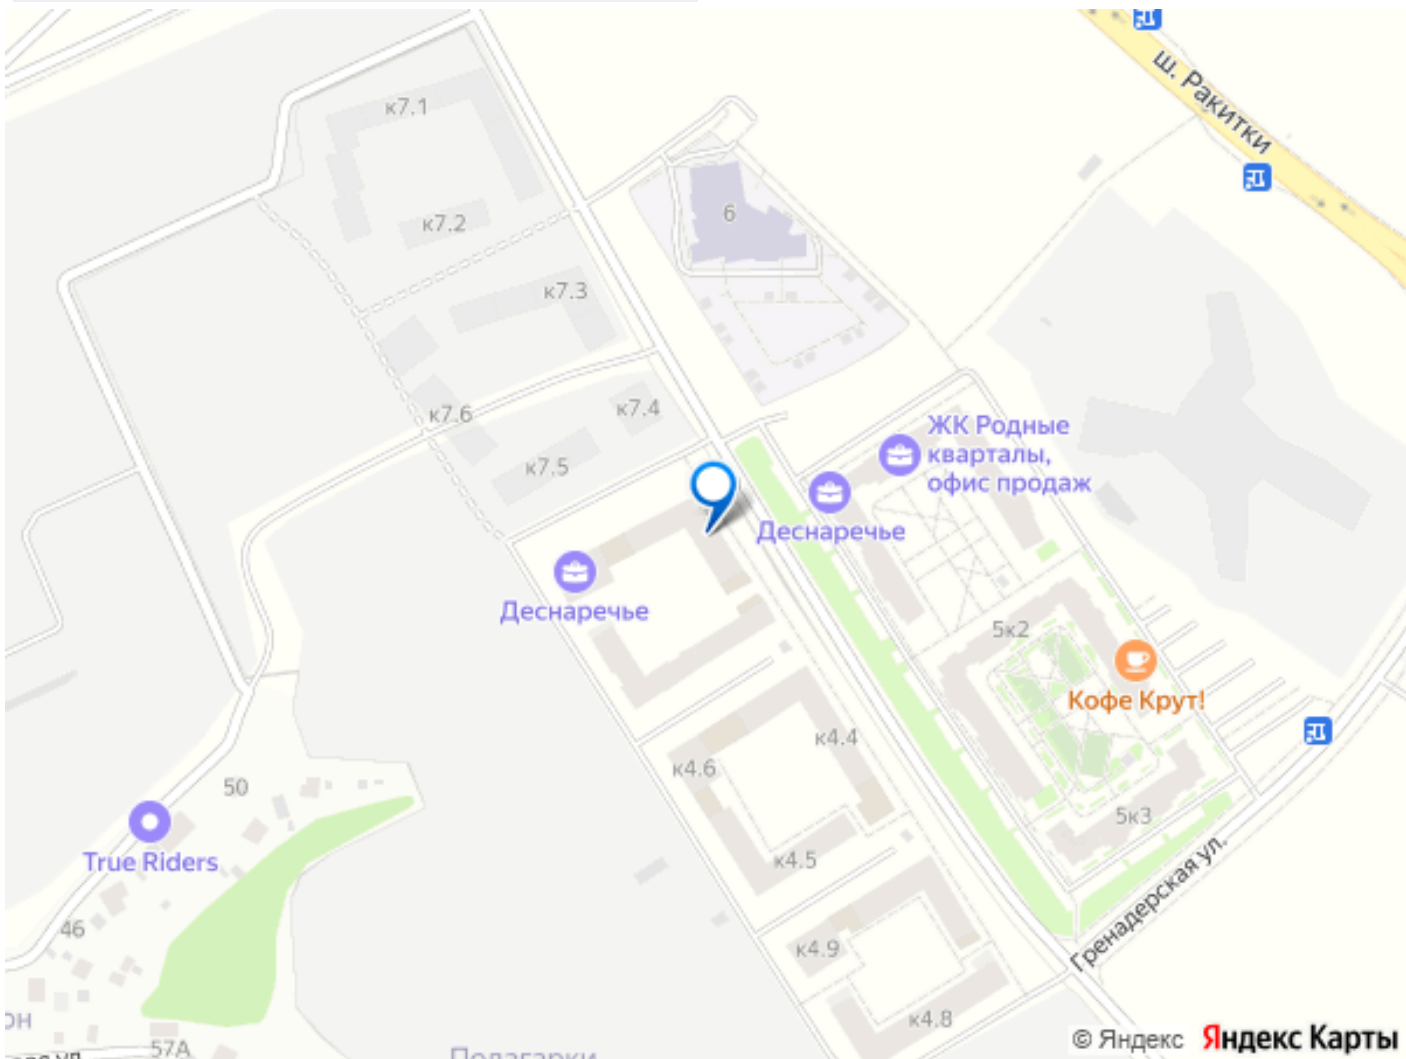 ш. Ракитки
к7.1
6
к7.2
к7.3
к7.4
к7.6
к7.5
ЖК Родные
кварталы,
офис продаж
Деснаречье
Деснаречье
5к2
Кофе Крут!
к4.4
к4.6
50
5к3
True Riders
к4.5
Гренадерская ул.
46
к4.9
к4.8
57А
© Яндекс Яндекс Карты